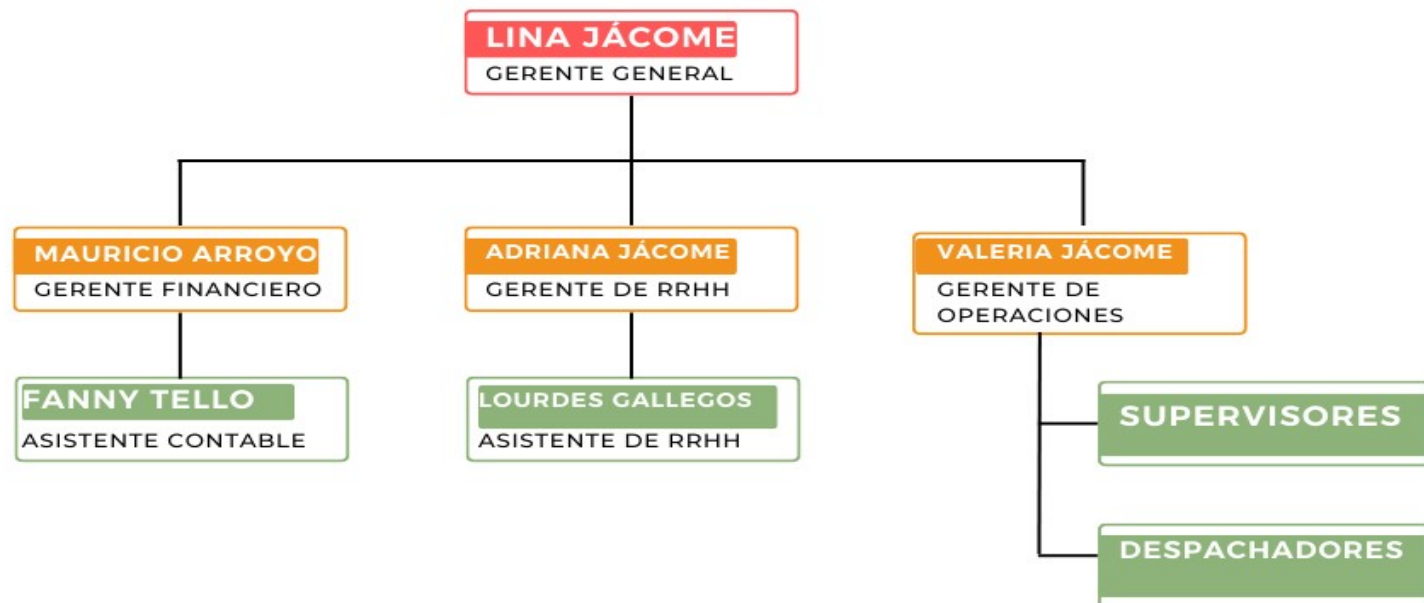 LINA JÁCOME
GERENTE GENERAL
MAURICIO ARROYO
GERENTE FINANCIERO
ADRIANA JÁCOME
GERENTE DE RRHH
VALERIA JÁCOME
GERENTE DE
OPERACIONES
FANNY TELLO
ASISTENTE CONTABLE
LOURDES GALLEGOS
ASISTENTE DE RRHH
SUPERVISORES
DESPACHADORES